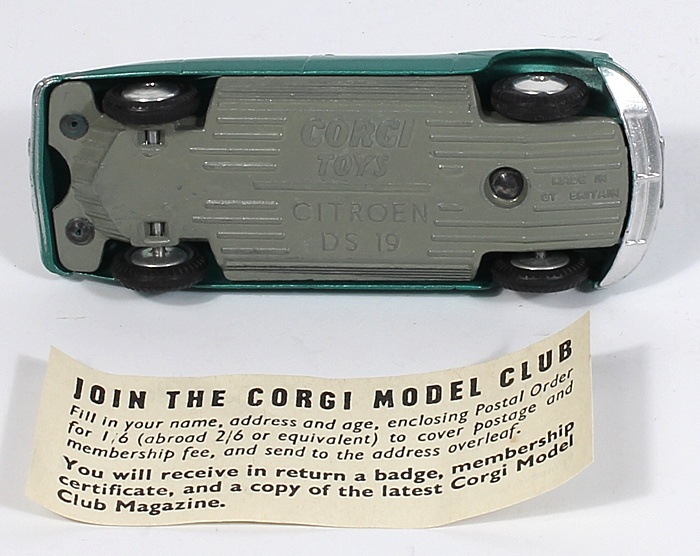 CORGI
TOYS
CITROEN
DS 19
MADE IN
GT. BRITAIN
JOIN THE CORGI MODEL CLUB
Fill in your name, address and age, enclosing Postal Order
for 1/6 (abroad 2/6 or equivalent) to cover postage and
membership fee, and send to the address overleaf.
You will receive in return a badge, membership
certificate, and a copy of the latest Corgi Model
Club Magazine.